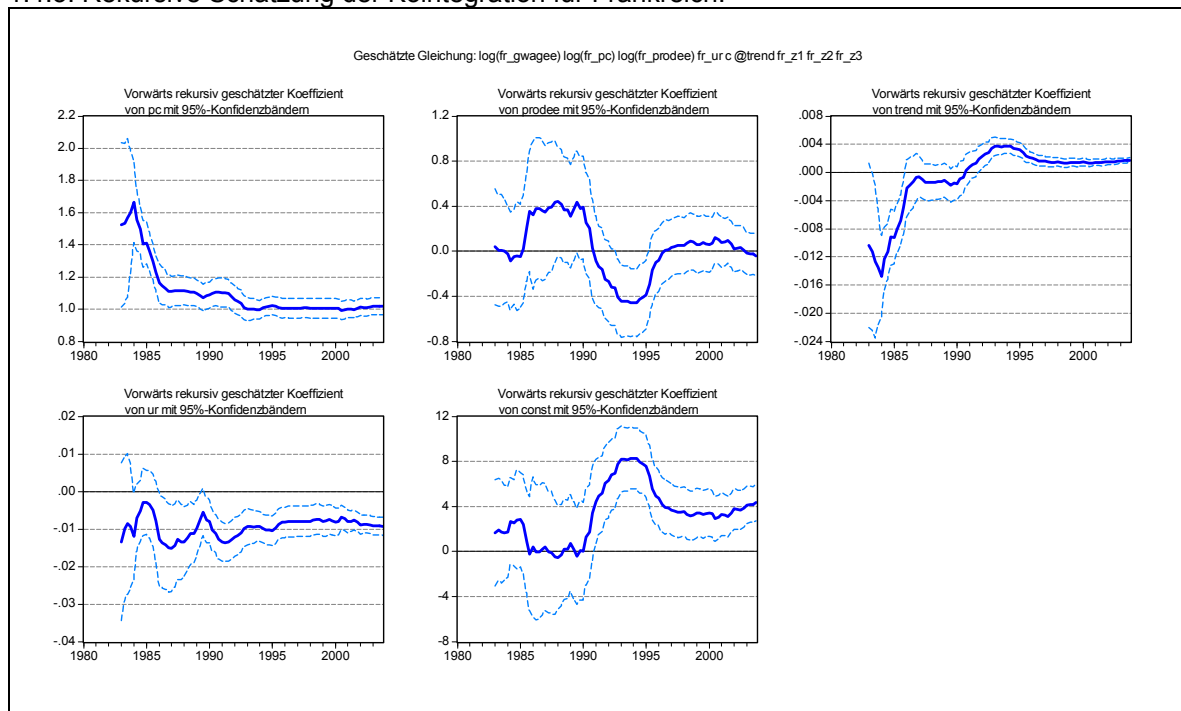 Geschätzte Gleichung: log(fr_gwagee) log(fr_pc) log(fr_prodee) fr_ur c @trend fr_z1 fr_z2 fr_z3
Vorwärts rekursiv geschätzter Koeffizient
von pc mit 95%-Konfidenzbändern
2.2
2.0
1.8
1.6
1.4
1.2
1.0
0.8
1980 1985 1990 1995 2000
Vorwärts rekursiv geschätzter Koeffizient
von prodee mit 95%-Konfidenzbändern
1.2
0.8
0.4
0.0
-0.4
-0.8
1980 1985 1990 1995 2000
Vorwärts rekursiv geschätzter Koeffizient
von trend mit 95%-Konfidenzbändern
.008
.004
.000
-.004
-.008
-.012
-.016
-.020
-.024
1980 1985 1990 1995 2000
Vorwärts rekursiv geschätzter Koeffizient
von ur mit 95%-Konfidenzbändern
.02
.01
.00
-.01
-.02
-.03
-.04
1980 1985 1990 1995 2000
Vorwärts rekursiv geschätzter Koeffizient
von const mit 95%-Konfidenzbändern
12
8
4
0
-4
-8
1980 1985 1990 1995 2000